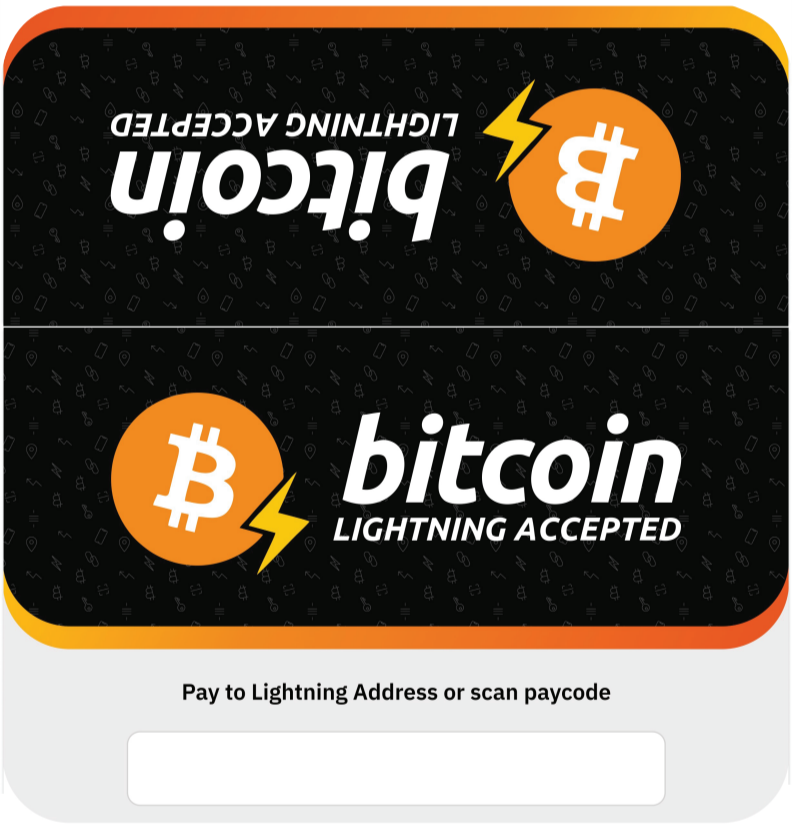 bitcoin
LIGHTNING ACCEPTED
bitcoin
LIGHTNING ACCEPTED
Pay to Lightning Address or scan paycode